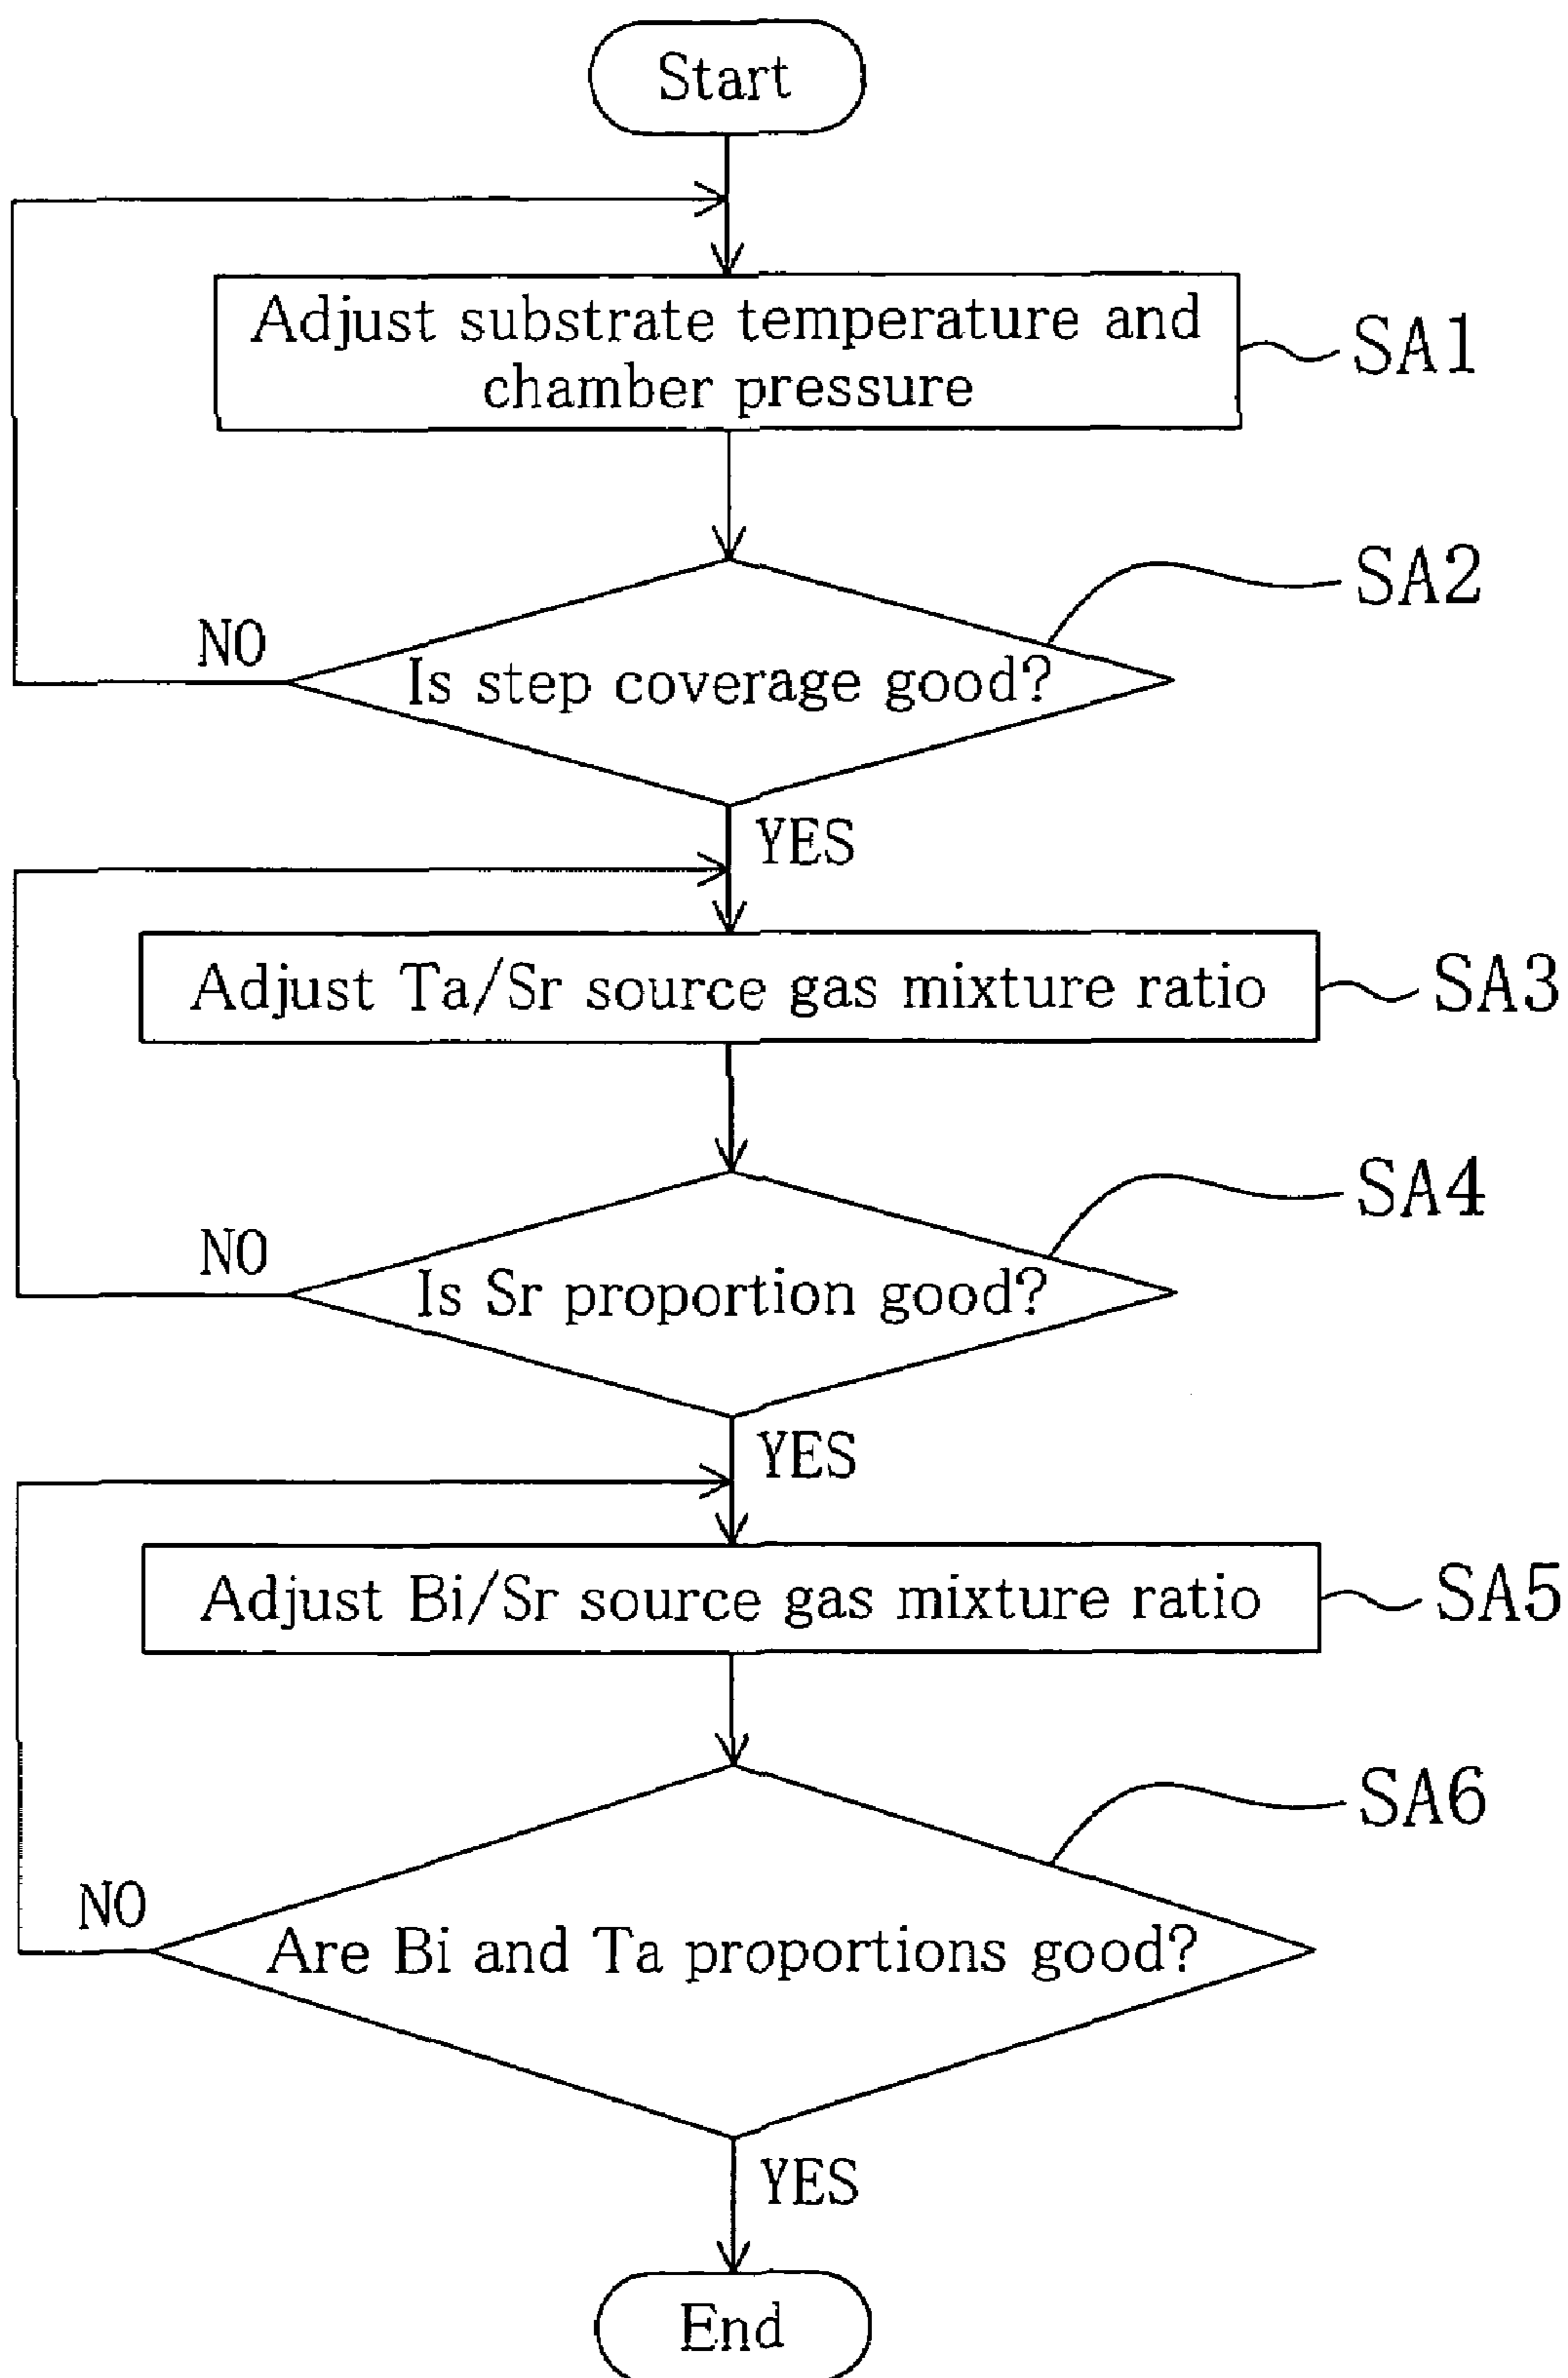 Start
Adjust substrate temperature and
chamber pressure
SA1
SA2
NO
Is step coverage good?
YES
Adjust Ta/Sr source gas mixture ratio
SA3
SA4
NO
Is Sr proportion good?
YES
Adjust Bi/Sr source gas mixture ratio
SA5
SA6
NO
Are Bi and Ta proportions good?
YES
End